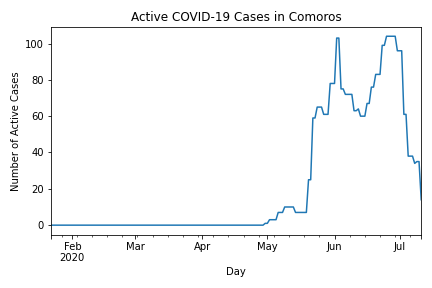 Active COVID-19 Cases in Comoros
Number of Active Cases
100
80
60
40
20
0
Feb Mar Apr May Jun Jul
2020
Day